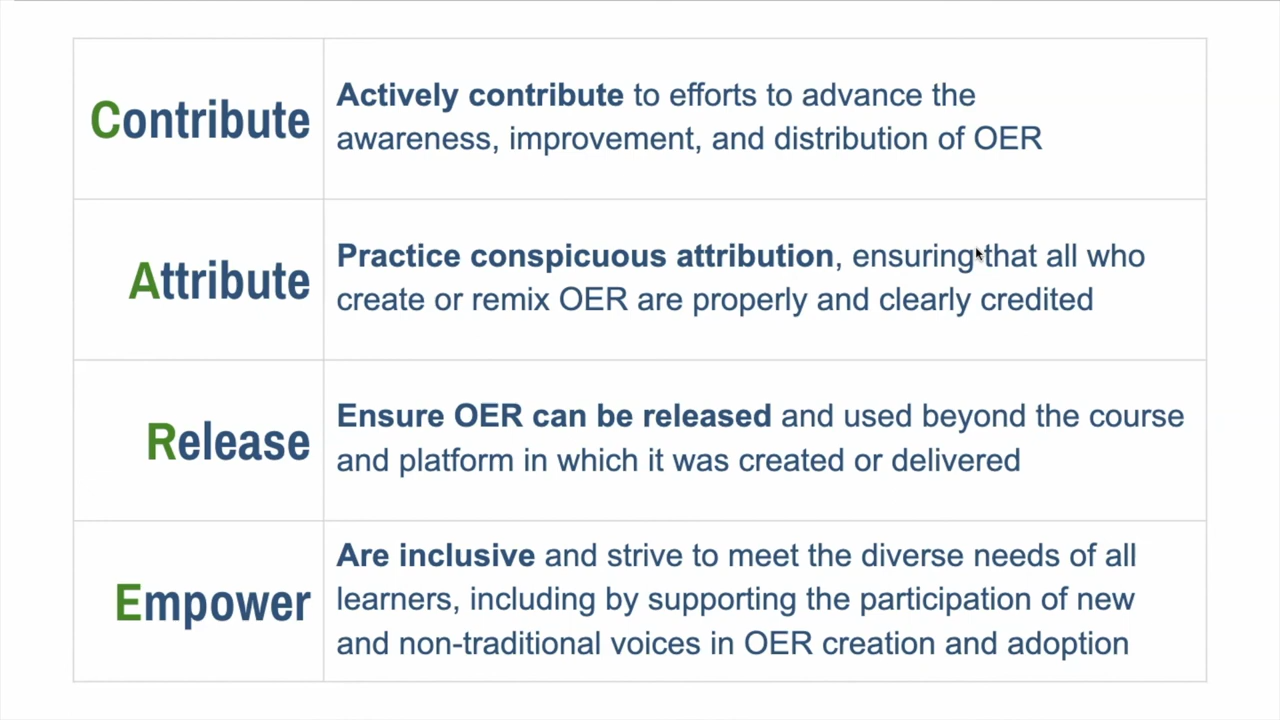 Contribute
Actively contribute to efforts to advance the
awareness, improvement, and distribution of OER
Attribute
Practice conspicuous attribution, ensuring that all who
create or remix OER are properly and clearly credited
Release
Ensure OER can be released and used beyond the course
and platform in which it was created or delivered
Empower
Are inclusive and strive to meet the diverse needs of all
learners, including by supporting the participation of new
and non-traditional voices in OER creation and adoption